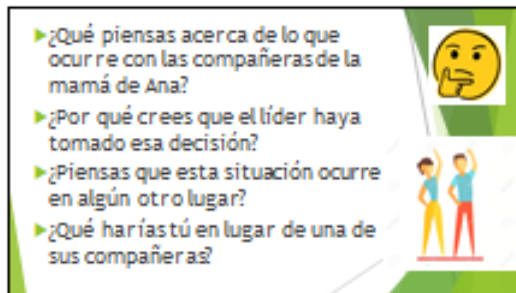 ¿Qué piensas acerca de lo que
ocurre con las compañeras de la
mamá de Ana?
¿Por qué crees que el líder haya
tomado esa decisión?
¿Piensas que esta situación ocurre
en algún otro lugar?
¿Qué harías tú en lugar de una de
sus compañeras?